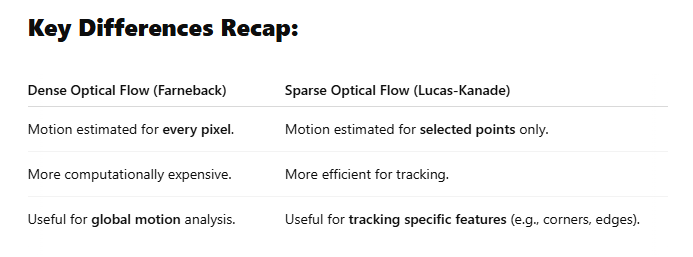 Key Differences Recap:
Dense Optical Flow (Farneback) Sparse Optical Flow (Lucas-Kanade)
Motion estimated for every pixel. Motion estimated for selected points only.
More computationally expensive. More efficient for tracking.
Useful for global motion analysis. Useful for tracking specific features (e.g., corners, edges).